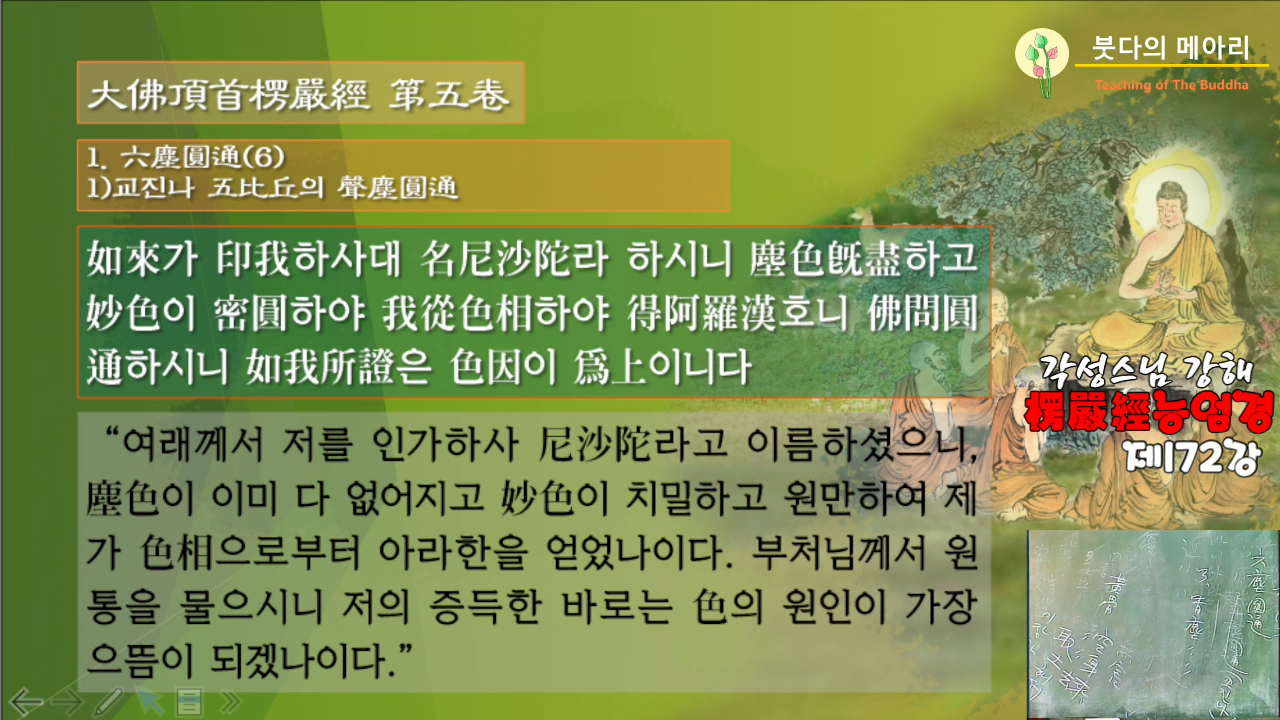 大佛頂首楞嚴經 第五卷
1. 六塵圓通(6)
1)교진나 五比丘의 聲塵圓通
如來가 印我하사대 名尼沙陀라 하시니 塵色旣盡하고
妙色이 密圓하야 我從色相하야 得阿羅漢호니 佛問圓
通하시니 如我所證은 色因이 爲上이니다
“여래께서 저를 인가하사 尼沙陀라고 이름하셨으니,
塵色이 이미 다 없어지고 妙色이 치밀하고 원만하여 제
가 色相으로부터 아라한을 얻었나이다. 부처님께서 원
통을 물으시니 저의 증득한 바로는 色의 원인이 가장
으뜸이 되겠나이다.”
붓다의 메아리
Teaching of The Buddha
각성스님 강해
楞嚴經능엄경
제172강
六塵圓通